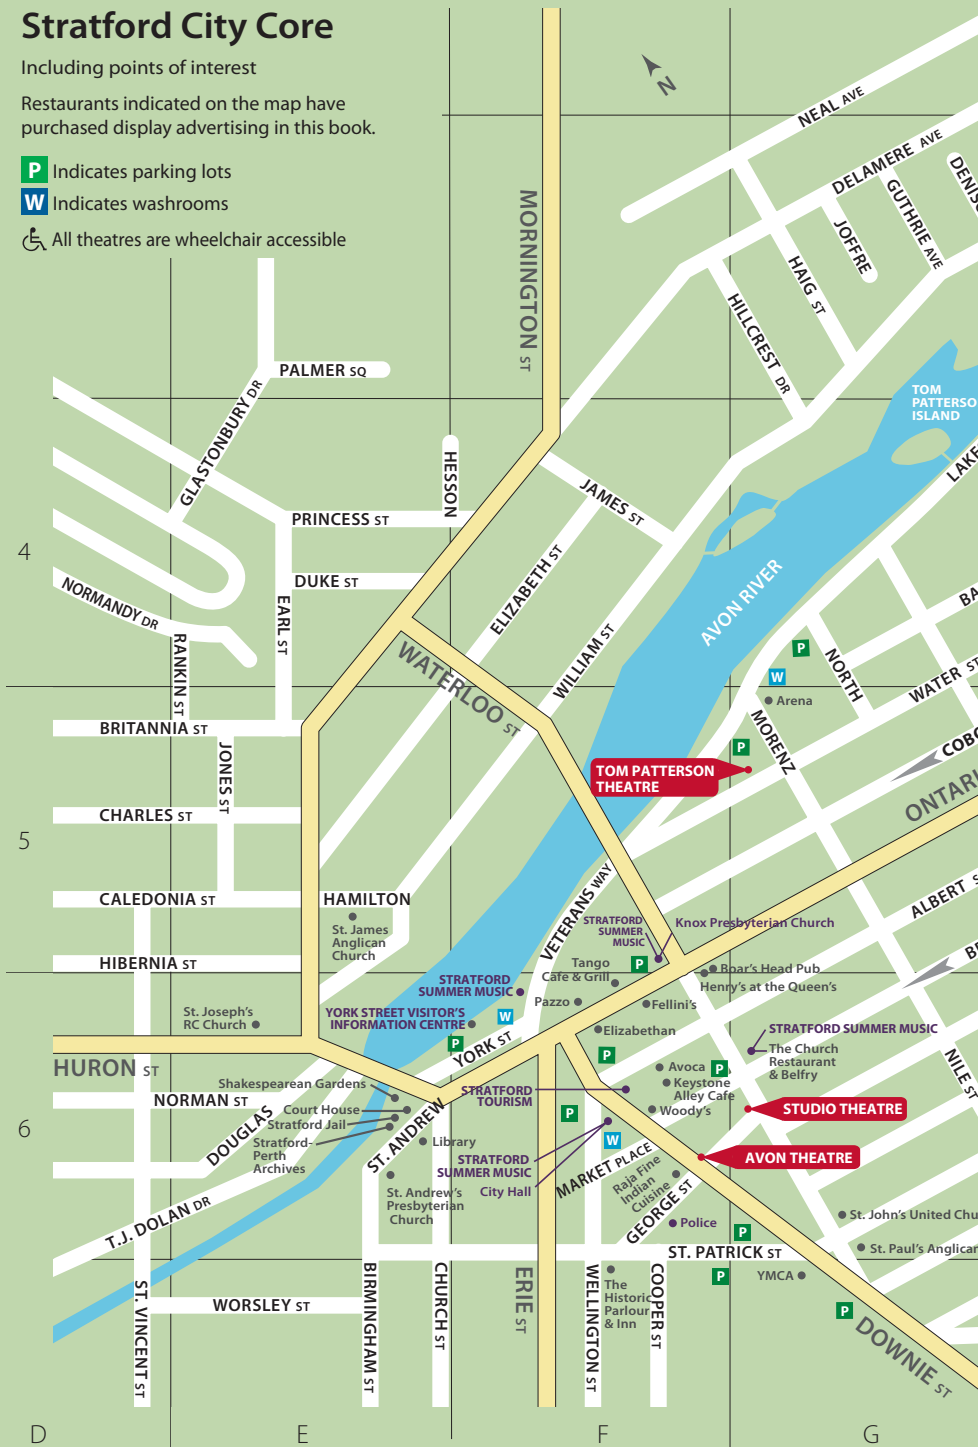 Stratford City Core
Including points of interest
Restaurants indicated on the map have
purchased display advertising in this book.
P Indicates parking lots
W Indicates washrooms
All theatres are wheelchair accessible
N
NEAL AVE
DELAMERE AVE
GUTHRIE AVE
JOFFRE
HAIG ST
HILLCREST DR
MORNINGTON ST
PALMER SQ
GLASTONBURY DR
HESSON
TOM
PATTERSO
ISLAND
LAKE
JAMES ST
PRINCESS ST
4
DUKE ST
ELIZABETH ST
NORMANDY DR
EARL ST
AVON RIVER
BA
RANKIN ST
WATERLOO ST
WILLIAM ST
P
NORTH
WATER ST
W
Arena
BRITANNIA ST
MORENZ
P
COBO
JONES ST
TOM PATTERSON
THEATRE
ONTARI
CHARLES ST
5
ALBERT S
CALEDONIA ST
HAMILTON
VETERANS WAY
St. James
Anglican
Church
STRATFORD
SUMMER
MUSIC
Knox Presbyterian Church
BR
HIBERNIA ST
Tango
Cafe & Grill
P
Boar's Head Pub
STRATFORD
SUMMER MUSIC
Henry's at the Queen's
Pazzo
Fellini's
St. Joseph's
RC Church
YORK STREET VISITOR'S
INFORMATION CENTRE
W
Elizabethan
STRATFORD SUMMER MUSIC
P
YORK ST
P
The Church
Restaurant
& Belfry
HURON ST
NILE ST
Avoca
P
Shakespearean Gardens
Keystone
Alley Cafe
STRATFORD
TOURISM
NORMAN ST
Court House
Woody's
STUDIO THEATRE
P
Stratford Jail
6
DOUGLAS
Stratford-
Perth
Archives
ST. ANDREW
Library
W
STRATFORD
SUMMER MUSIC
MARKET PLACE
AVON THEATRE
City Hall
Raja Fine
Indian
Cuisine
St. Andrew's
Presbyterian
Church
GEORGE ST
T.J. DOLAN DR
Police
St. John's United Chu
P
ST. PATRICK ST
St. Paul's Anglican
P
YMCA
The
Historic
Parlour
& Inn
ST. VINCENT ST
WORSLEY ST
BIRMINGHAM ST
CHURCH ST
ERIE ST
WELLINGTON ST
COOPER ST
P
DOWNIE ST
D
E
F
G